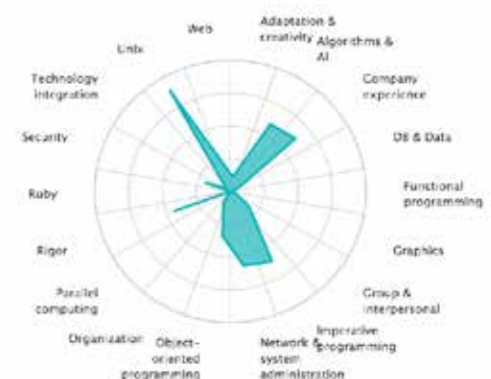 Web
Adaptation &
creativity
Algorithms &
AI
Company
experience
DB & Data
Functional
programming
Graphics
Group &
interpersonal
Imperative
programming
Network &
system
administration
Object-
oriented
programming
Organization
Parallel
computing
Rigor
Ruby
Security
Technology
integration
Unix